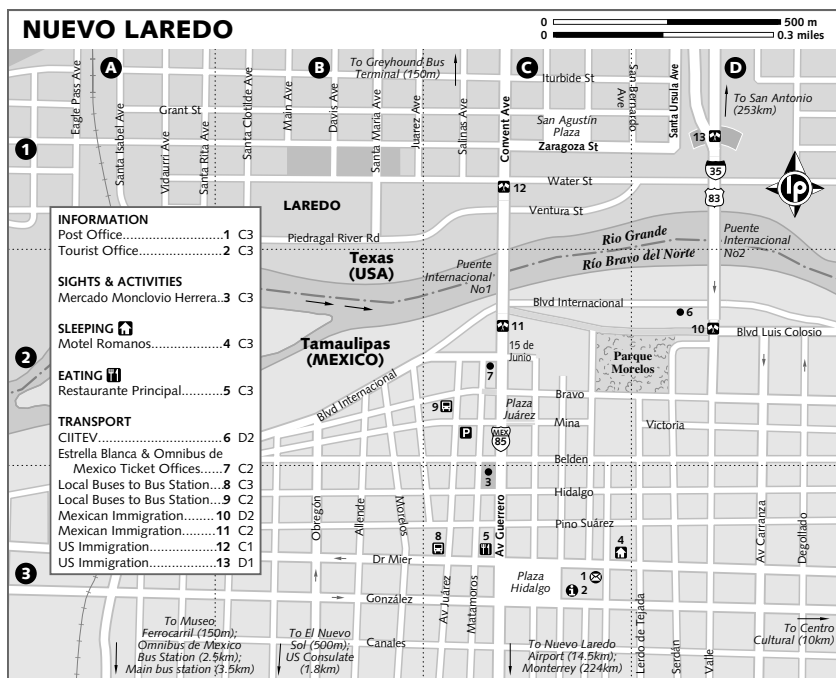 NUEVO LAREDO
0 500 m
0 0.3 miles
A
B
C
D
1
2
3
To Greyhound Bus
Terminal (150m)
To San Antonio
(253km)
Eagle Pass Ave
Santa Isabel Ave
Vidaurri Ave
Santa Rita Ave
Santa Clotilde Ave
Main Ave
Davis Ave
Santa Maria Ave
Juarez Ave
Salinas Ave
Convent Ave
San Bernardo
Ave
Santa Ursula Ave
Iturbide St
Grant St
San Agustín
Plaza
Zaragoza St
Water St
Ventura St
13
35
83
12
lp
LAREDO
Piedragal River Rd
Texas
(USA)
Rio Grande
Río Bravo del Norte
Puente
Internacional
No1
Puente
Internacional
No2
Tamaulipas
(MEXICO)
Blvd Internacional
Blvd Internacional
Blvd Luis Colosio
6
10
11
15 de
Junio
7
Parque
Morelos
9
P
Plaza
Juárez
MEX
85
Bravo
Mina
Victoria
Belden
3
Hidalgo
Pino Suárez
Obregón
Allende
Morelos
Av Guerrero
Av Carranza
Degollado
8
5
4
Dr Mier
1
2
Plaza
Hidalgo
González
Av Juárez
Matamoros
Canales
Lerdo de Tejada
Serdán
Valle
To Museo
Ferrocarril (150m);
Omnibus de Mexico
Bus Station (2.5km);
Main bus station (3.5km)
To El Nuevo
Sol (500m);
US Consulate
(1.8km)
To Nuevo Laredo
Airport (14.5km);
Monterrey (224km)
To Centro
Cultural (10km)
INFORMATION
Post Office..............................1 C3
Tourist Office.........................2 C3
SIGHTS & ACTIVITIES
Mercado Monclovio Herrera..3 C3
SLEEPING
Motel Romanos......................4 C3
EATING
Restaurante Principal..............5 C3
TRANSPORT
CIITEV....................................6 D2
Estrella Blanca & Omnibus de
Mexico Ticket Offices......7 C2
Local Buses to Bus Station....8 C3
Local Buses to Bus Station....9 C2
Mexican Immigration........10 D2
Mexican Immigration........11 C2
US Immigration.................12 C1
US Immigration.................13 D1